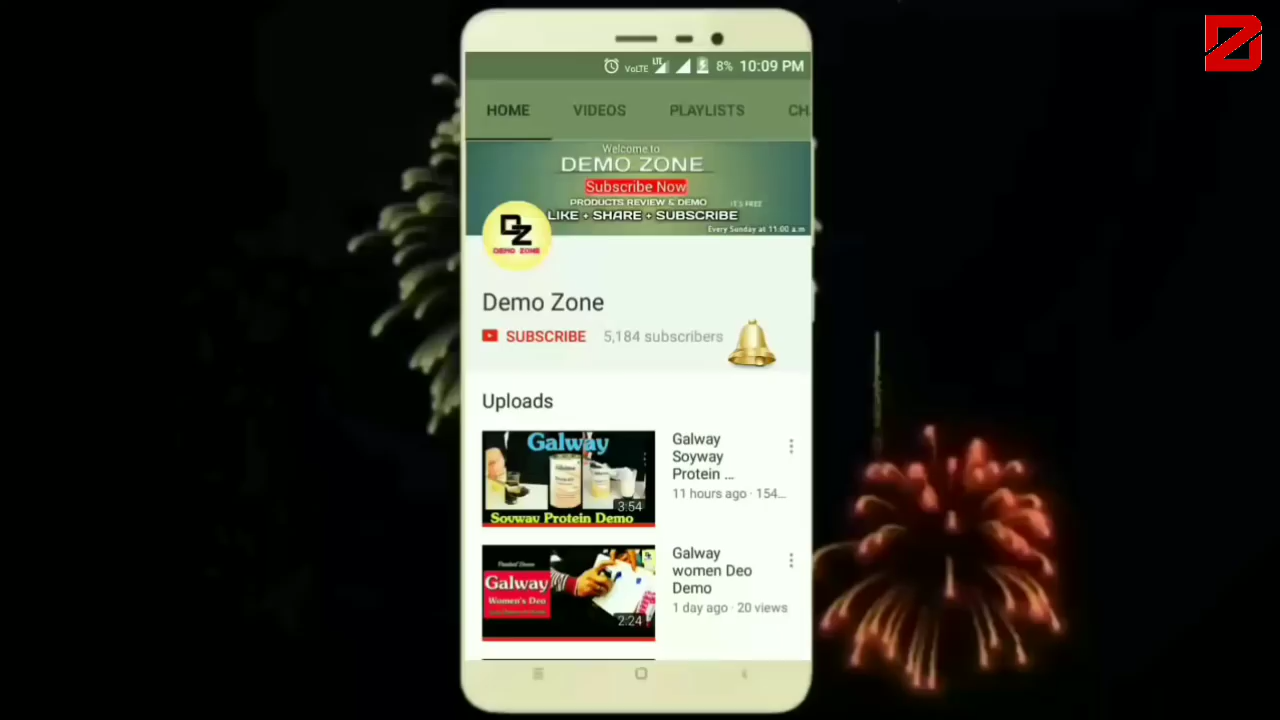 VoLTE LTE 8% 10:09 PM
HOME VIDEOS PLAYLISTS CH
Welcome to
DEMO ZONE
Subscribe Now
PRODUCTS REVIEW & DEMO IT'S FREE
LIKE + SHARE + SUBSCRIBE
Every Sunday at 11:00 a.m
DZ
DEMO ZONE
Demo Zone
SUBSCRIBE 5,184 subscribers
Uploads
Galway
3:54
Soyway Protein Demo
Galway
Soyway
Protein ...
11 hours ago · 154...
Galway
Women's Deo
2:24
Galway
women Deo
Demo
1 day ago · 20 views